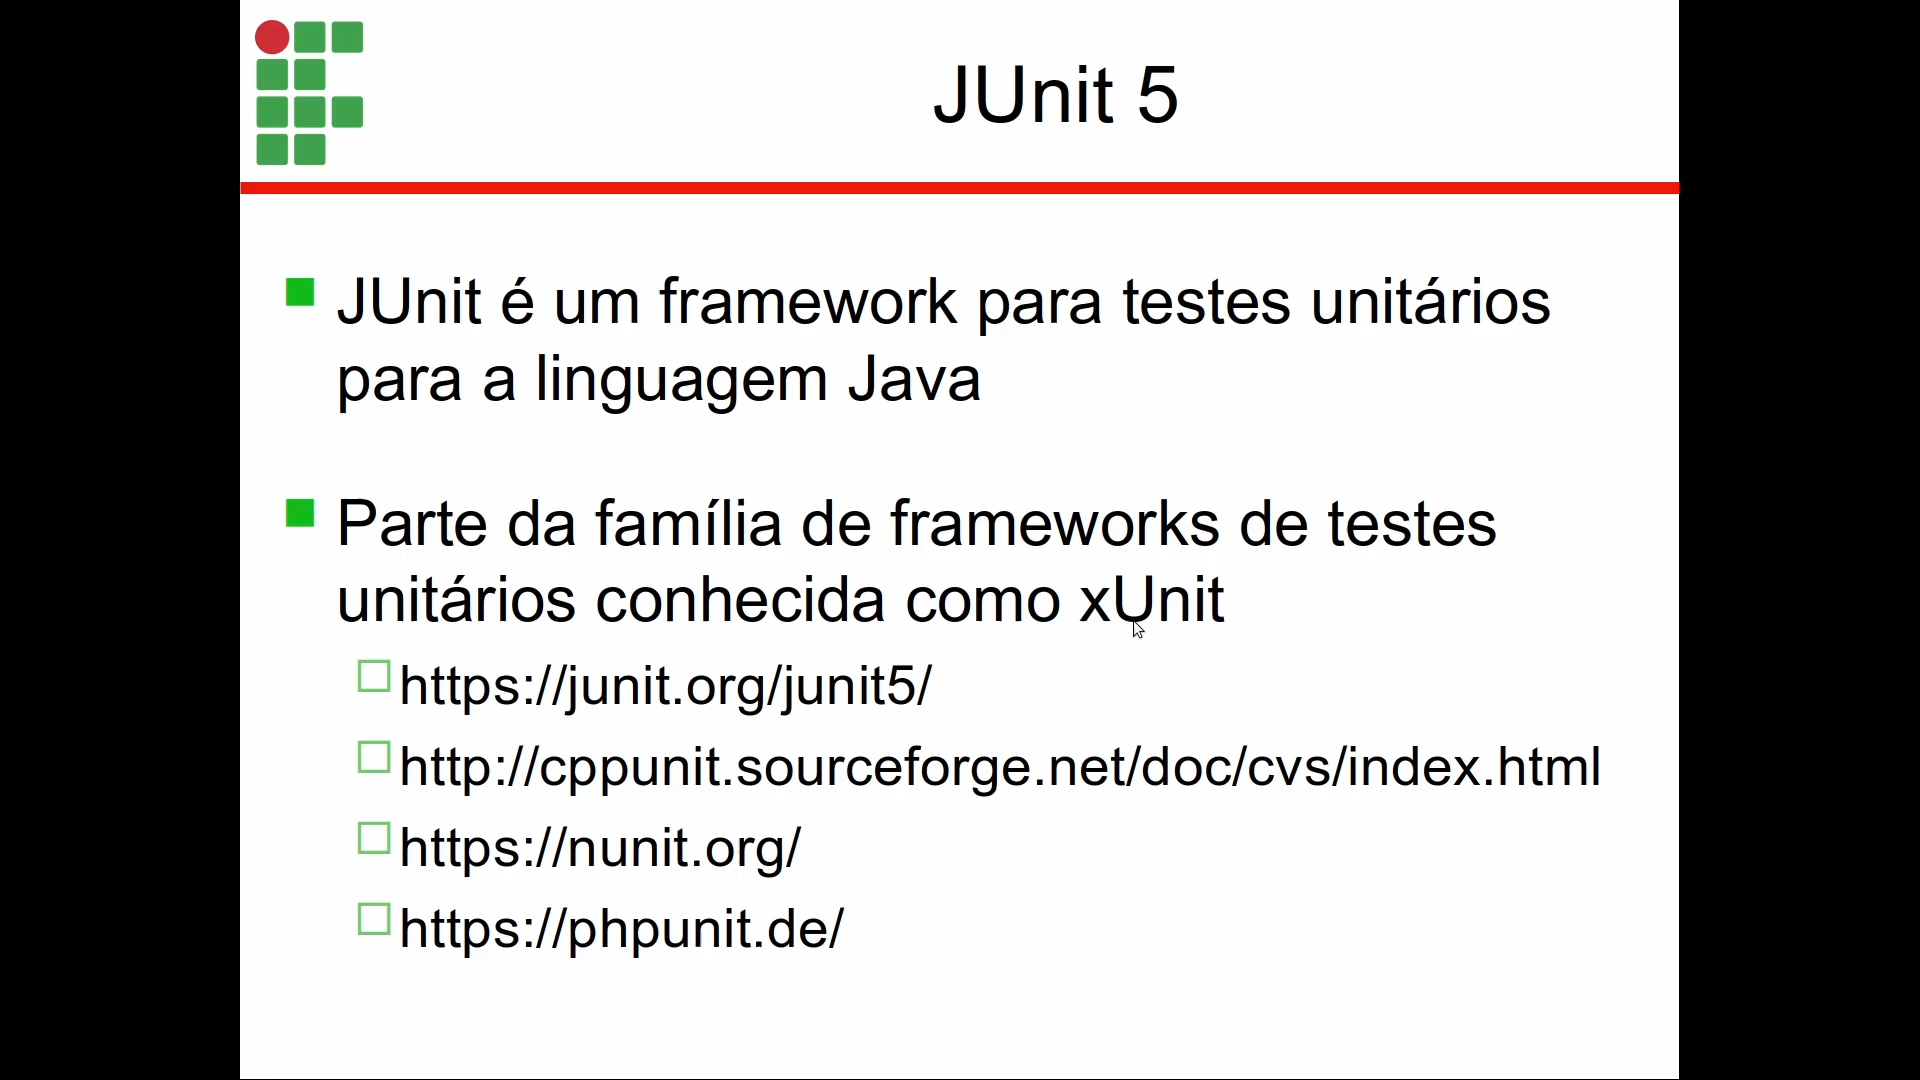 JUnit 5
JUnit é um framework para testes unitários
para a linguagem Java
Parte da família de frameworks de testes
unitários conhecida como xUnit
https://junit.org/junit5/
http://cppunit.sourceforge.net/doc/cvs/index.html
https://nunit.org/
https://phpunit.de/